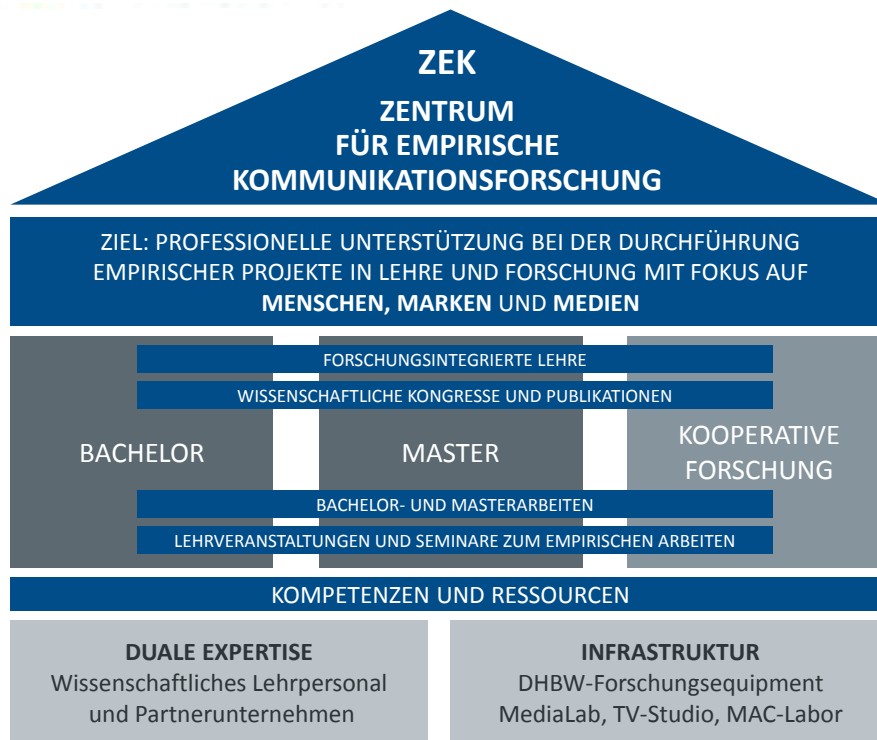 ZEK
ZENTRUM
FÜR EMPIRISCHE
KOMMUNIKATIONSFORSCHUNG
ZIEL: PROFESSIONELLE UNTERSTÜTZUNG BEI DER DURCHFÜHRUNG
EMPIRISCHER PROJEKTE IN LEHRE UND FORSCHUNG MIT FOKUS AUF
MENSCHEN, MARKEN UND MEDIEN
FORSCHUNGSINTEGRIERTE LEHRE
WISSENSCHAFTLICHE KONGRESSE UND PUBLIKATIONEN
BACHELOR
MASTER
KOOPERATIVE
FORSCHUNG
BACHELOR- UND MASTERARBEITEN
LEHRVERANSTALTUNGEN UND SEMINARE ZUM EMPIRISCHEN ARBEITEN
KOMPETENZEN UND RESSOURCEN
DUALE EXPERTISE
Wissenschaftliches Lehrpersonal
und Partnerunternehmen
INFRASTRUKTUR
DHBW-Forschungsequipment
MediaLab, TV-Studio, MAC-Labor